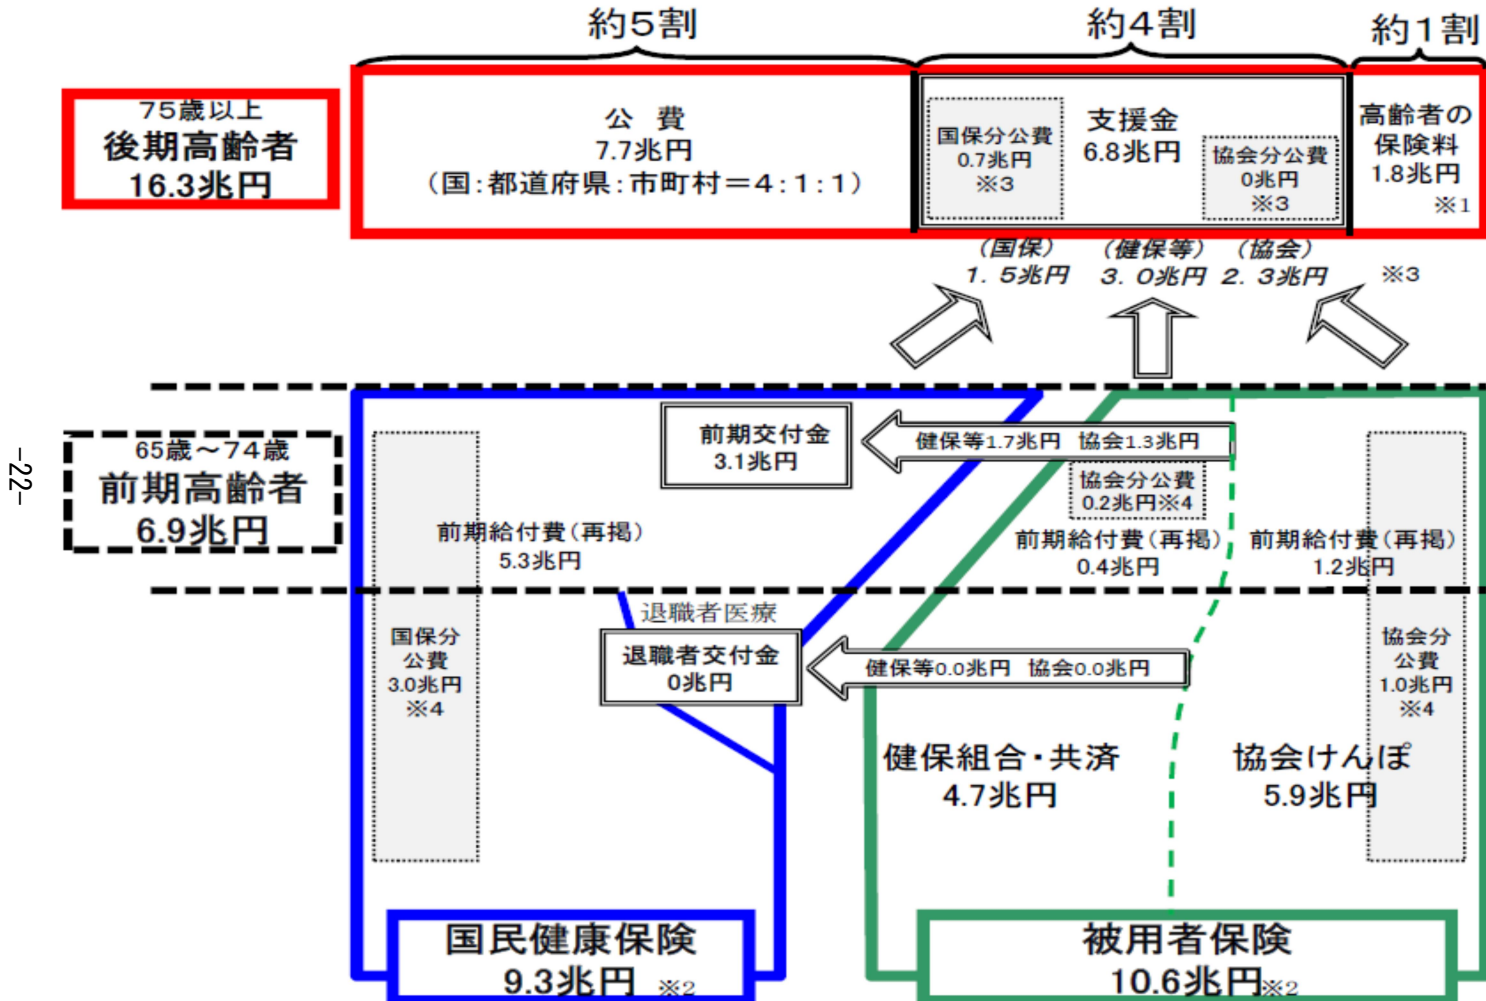 約5割
約4割
約1割
75歳以上
後期高齢者
16.3兆円
公 費
7.7兆円
(国:都道府県:市町村=4:1:1)
国保分公費
0.7兆円
※3
支援金
6.8兆円
協会分公費
0兆円
※3
高齢者の
保険料
1.8兆円
※1
(国保)
1.5兆円
(健保等)
3.0兆円
(協会)
2.3兆円
※3
65歳~74歳
前期高齢者
6.9兆円
前期交付金
3.1兆円
健保等1.7兆円 協会1.3兆円
協会分公費
0.2兆円※4
前期給付費(再掲)
5.3兆円
前期給付費(再掲)
0.4兆円
前期給付費(再掲)
1.2兆円
退職者医療
退職者交付金
0兆円
健保等0.0兆円 協会0.0兆円
国保分
公費
3.0兆円
※4
協会分
公費
1.0兆円
※4
健保組合・共済
4.7兆円
協会けんぽ
5.9兆円
国民健康保険
9.3兆円 ※2
被用者保険
10.6兆円※2
-22-